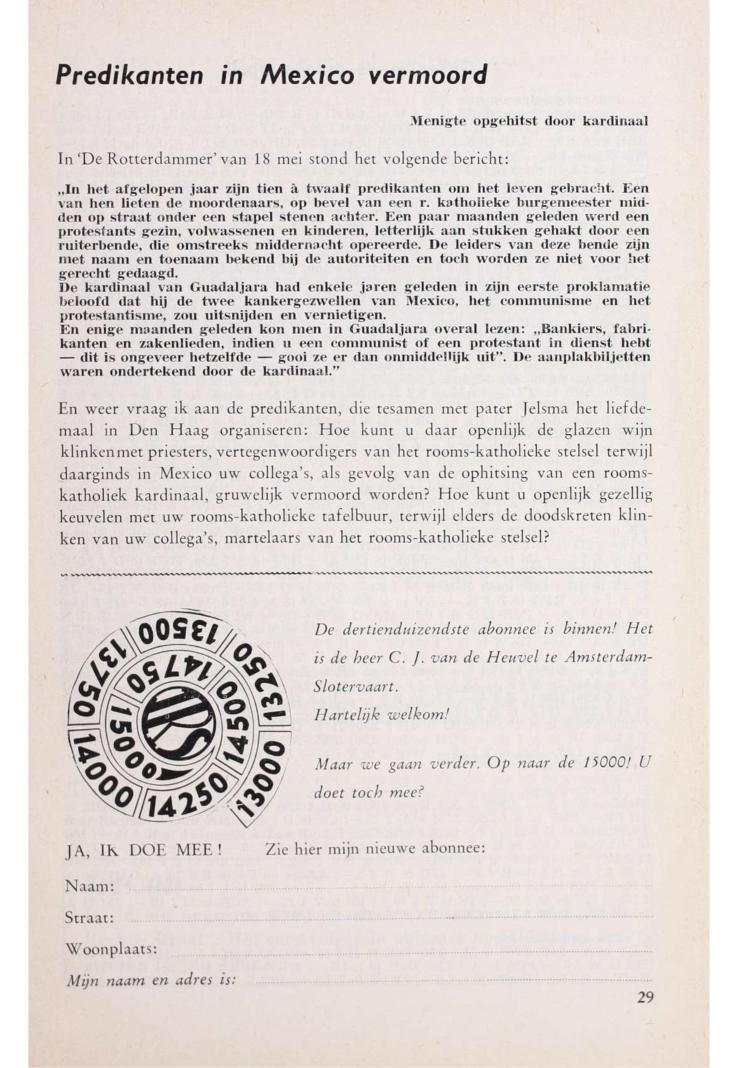 Predikanten in Mexico vermoord
Menigte opgehitst door kardinaal
In ‘De Rotterdammer’ van 18 mei stond het volgende bericht:
„In het afgelopen jaar zijn tien à twaalf predikanten om het leven gebracht. Een
van hen lieten de moordenaars, op bevel van een r. katholieke burgemeester mid-
den op straat onder een stapel stenen achter. Een paar maanden geleden werd een
protestants gezin, volwassenen en kinderen, letterlijk aan stukken gehakt door een
ruiterbende, die omstreeks middernacht opereerde. De leiders van deze bende zijn
met naam en toenaam bekend bij de autoriteiten en toch worden ze niet voor het
gerecht gedaagd.
De kardinaal van Guadaljara had enkele jaren geleden in zijn eerste proklamatie
beloofd dat hij de twee kankergezwellen van Mexico, het communisme en het
protestantisme, zou uitsnijden en vernietigen.
En enige maanden geleden kon men in Guadaljara overal lezen: „Bankiers, fabri-
kanten en zakenlieden, indien u een communist of een protestant in dienst hebt
— dit is ongeveer hetzelfde — gooi ze er dan onmiddellijk uit”. De aanplakbiljetten
waren ondertekend door de kardinaal.”
En weer vraag ik aan de predikanten, die tesamen met pater Jelsma het liefde-
maal in Den Haag organiseren: Hoe kunt u daar openlijk de glazen wijn
klinken met priesters, vertegenwoordigers van het rooms-katholieke stelsel terwijl
daarginds in Mexico uw collega's, als gevolg van de ophitsing van een rooms-
katholiek kardinaal, gruwelijk vermoord worden? Hoe kunt u openlijk gezellig
keuvelen met uw rooms-katholieke tafelbuur, terwijl elders de doodskreten klin-
ken van uw collega's, martelaars van het rooms-katholieke stelsel?
13000
13250
13500
13750
14000
14250
14500
14750
15000
IRS
De dertienduizendste abonnee is binnen! Het
is de heer C. J. van de Heuvel te Amsterdam-
Slotervaart.
Hartelijk welkom!
Maar we gaan verder. Op naar de 15000! U
doet toch mee?
JA, IK DOE MEE! Zie hier mijn nieuwe abonnee:
Naam:
Straat:
Woonplaats:
Mijn naam en adres is:
29